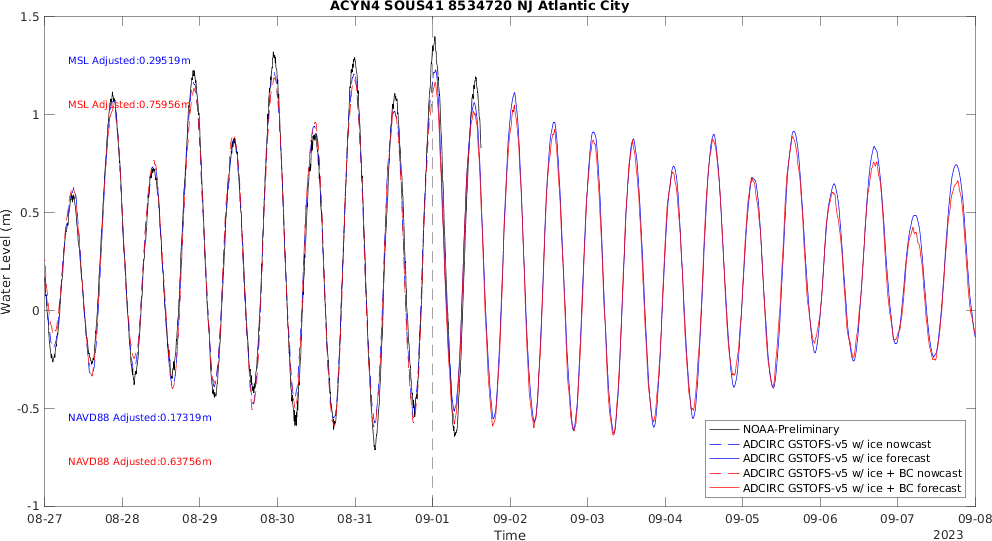 ACYN4 SOUS41 8534720 NJ Atlantic City
1.5
MSL Adjusted:0.29519m
MSL Adjusted:0.75956m
1
0.5
Water Level (m)
0
-0.5
NAVD88 Adjusted:0.17319m
NAVD88 Adjusted:0.63756m
NOAA-Preliminary
ADCIRC GSTOFS-v5 w/ ice nowcast
ADCIRC GSTOFS-v5 w/ ice forecast
ADCIRC GSTOFS-v5 w/ ice + BC nowcast
ADCIRC GSTOFS-v5 w/ ice + BC forecast
-1
08-27 08-28 08-29 08-30 08-31 09-01 09-02 09-03 09-04 09-05 09-06 09-07 09-08
Time
2023